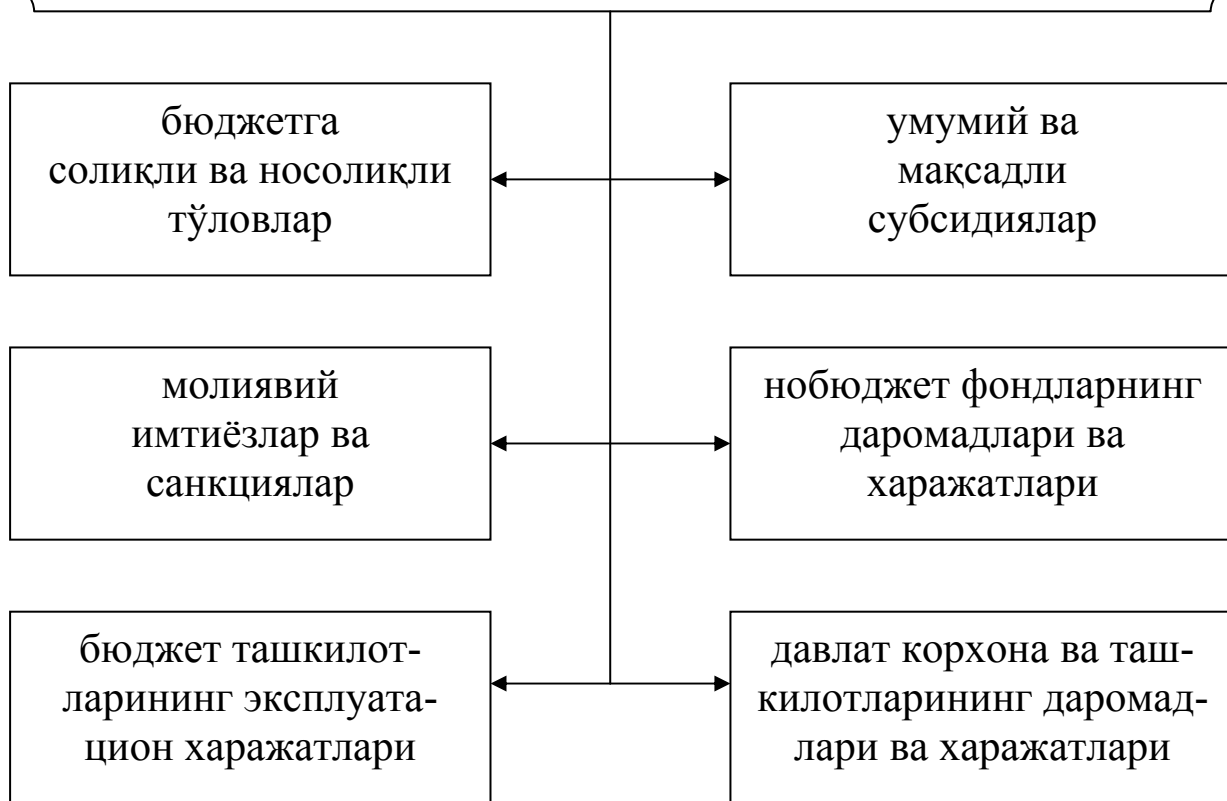 бюджетга
солиқли ва носолиқли
тўловлар
умумий ва
мақсадли
субсидиялар
молиявий
имтиёзлар ва
санкциялар
нобюджет фондларнинг
даромадлари ва
харажатлари
бюджет ташкилот-
ларининг эксплуата-
цион харажатлари
давлат корхона ва таш-
килотларининг даромад-
лари ва харажатлари